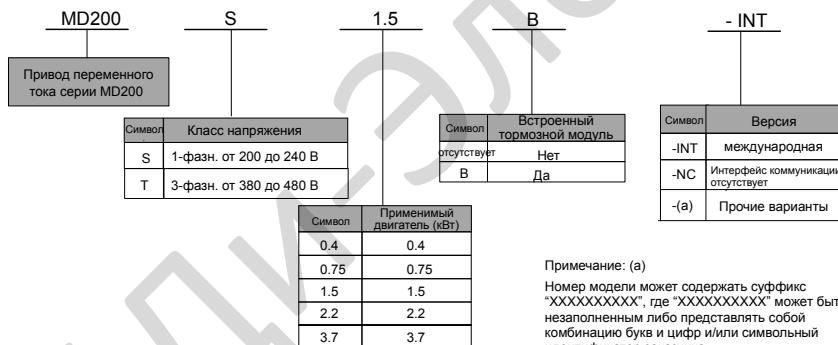 MD200 S 1.5 B - INT
Привод переменного
тока серии MD200
Символ Класс напряжения
S 1-фазн. от 200 до 240 В
T 3-фазн. от 380 до 480 В
Символ Применимый
двигатель (кВт)
0.4 0.4
0.75 0.75
1.5 1.5
2.2 2.2
3.7 3.7
Символ Встроенный
тормозной модуль
отсутствует Нет
B Да
Символ Версия
-INT международная
-NC Интерфейс коммуникации
отсутствует
-(a) Прочие варианты
Примечание: (a)
Номер модели может содержать суффикс
“XXXXXXXXXX”, где “XXXXXXXXXX” может быт
незаполненным либо представлять собой
комбинацию букв и цифр и/или символьный